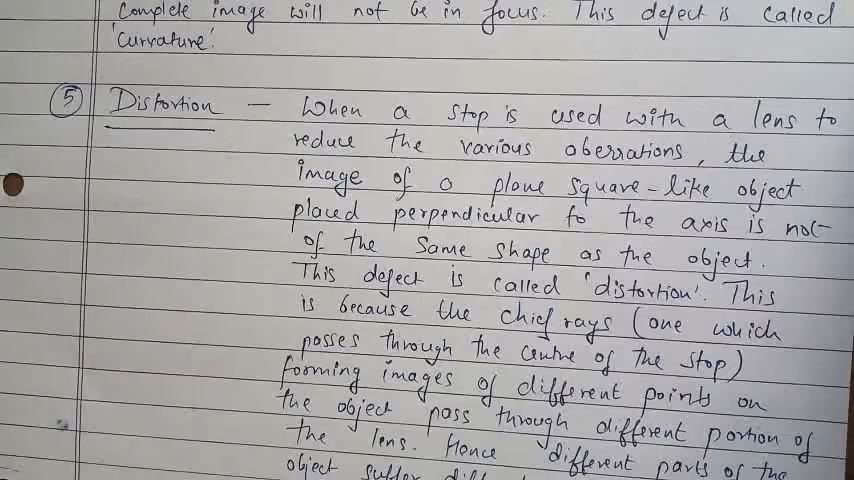 Complete image will not be in focus. This defect is called
'Curvature'.
5 Distortion — When a stop is used with a lens to
reduce the various aberrations, the
image of a plane square-like object
placed perpendicular to the axis is not
of the same shape as the object.
This defect is called 'distortion'. This
is because the chief rays (one which
passes through the centre of the stop)
forming images of different points on
the object pass through different portion of
the lens. Hence different parts of the
object suffer